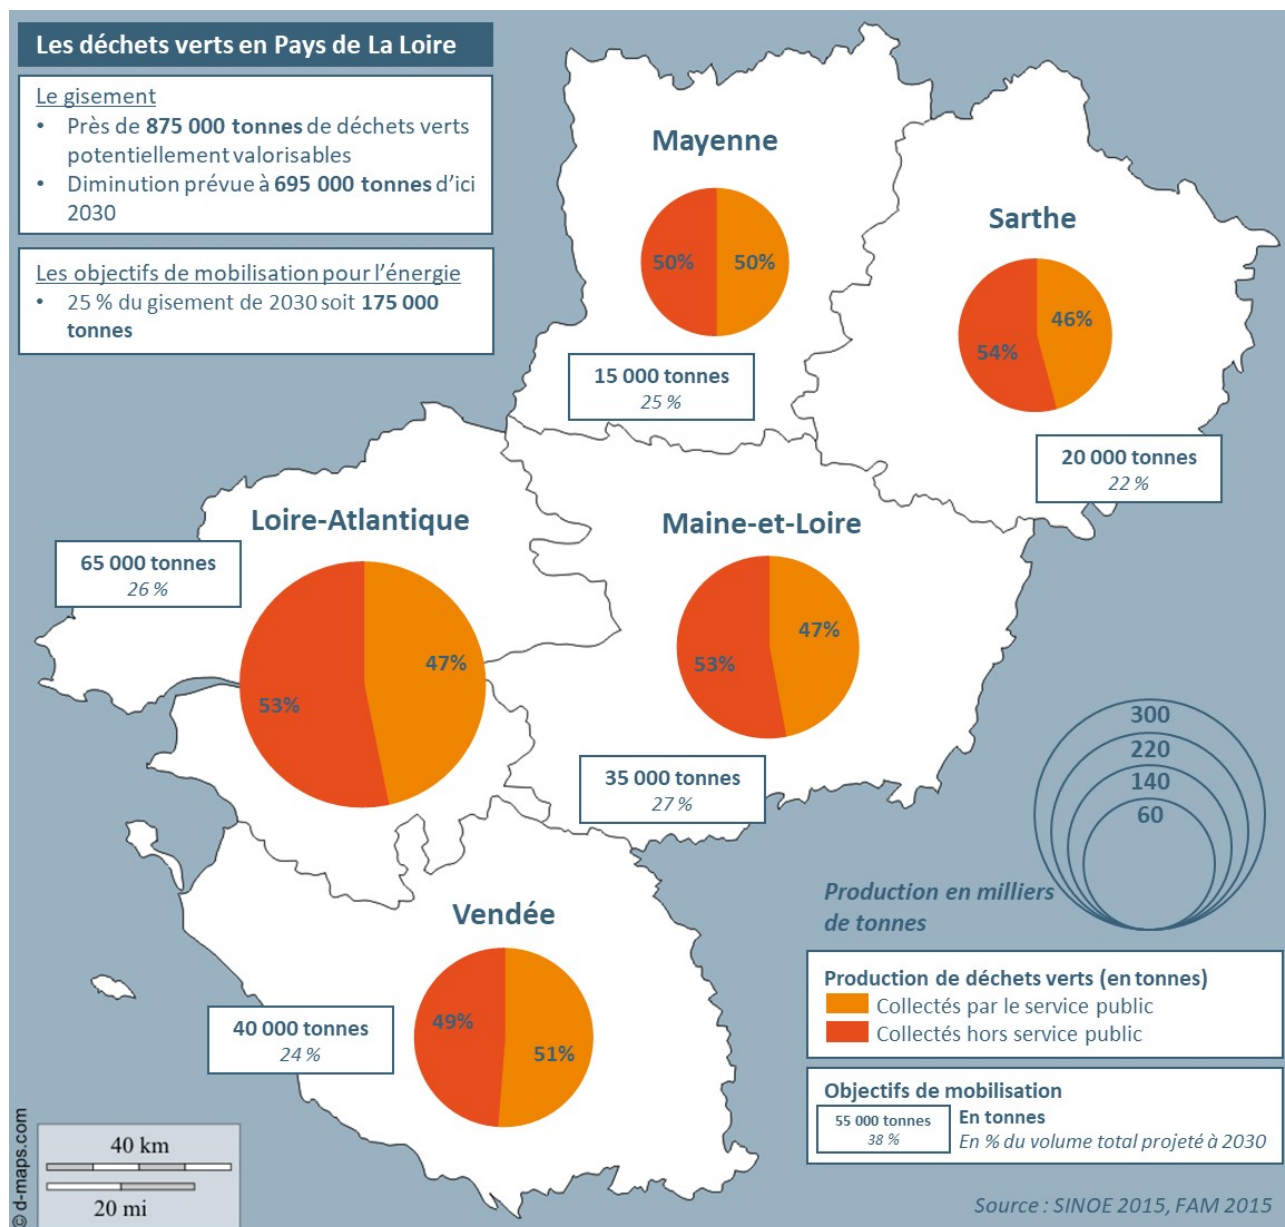 Les déchets verts en Pays de La Loire
Le gisement
• Près de 875 000 tonnes de déchets verts
potentiellement valorisables
• Diminution prévue à 695 000 tonnes d'ici
2030
Les objectifs de mobilisation pour l'énergie
• 25 % du gisement de 2030 soit 175 000
tonnes
Mayenne
50%
50%
15 000 tonnes
25 %
Sarthe
46%
54%
20 000 tonnes
22 %
Loire-Atlantique
65 000 tonnes
26 %
47%
53%
Maine-et-Loire
47%
53%
35 000 tonnes
27 %
Vendée
49%
51%
40 000 tonnes
24 %
300
220
140
60
Production en milliers
de tonnes
Production de déchets verts (en tonnes)
Collectés par le service public
Collectés hors service public
Objectifs de mobilisation
55 000 tonnes
38 %
En tonnes
En % du volume total projeté à 2030
Source : SINOE 2015, FAM 2015
© d-maps.com
40 km
20 mi